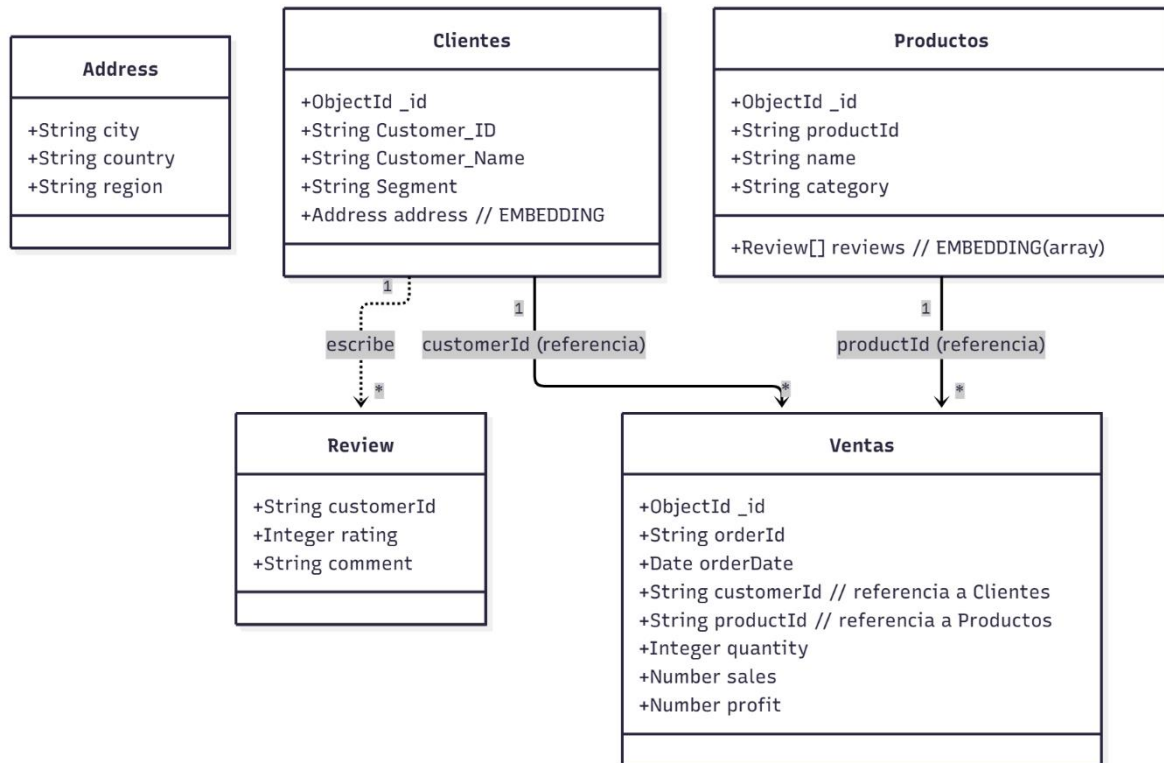 Address
+String city
+String country
+String region
Clientes
+ObjectId _id
+String Customer_ID
+String Customer_Name
+String Segment
+Address address // EMBEDDING
Productos
+ObjectId _id
+String productId
+String name
+String category
+Review[] reviews // EMBEDDING(array)
1
escribe
*
1
customerId (referencia)
*
1
productId (referencia)
*
Review
+String customerId
+Integer rating
+String comment
Ventas
+ObjectId _id
+String orderId
+Date orderDate
+String customerId // referencia a Clientes
+String productId // referencia a Productos
+Integer quantity
+Number sales
+Number profit